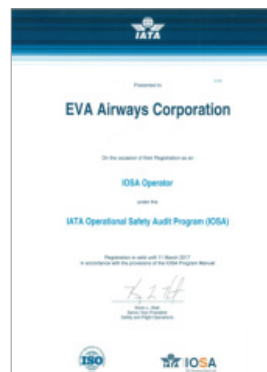 IATA
Presented to
EVA Airways Corporation
On the occasion of their Registration as an
IOSA Operator
under the
IATA Operational Safety Audit Program (IOSA)
Registration is valid until 11 March 2017
in accordance with the provisions of the IOSA Program Manual
Senior Vice President
Safety and Flight Operations
ISO
IATA IOSA